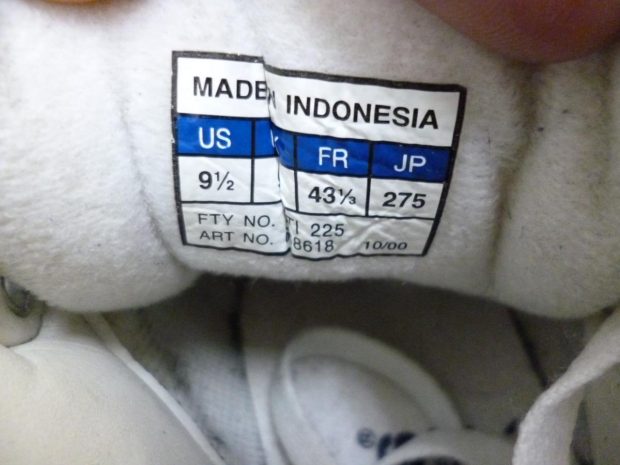 MADE INDONESIA
US FR JP
9½ 43⅓ 275
FTY NO. 225
ART NO. 8618 10/00